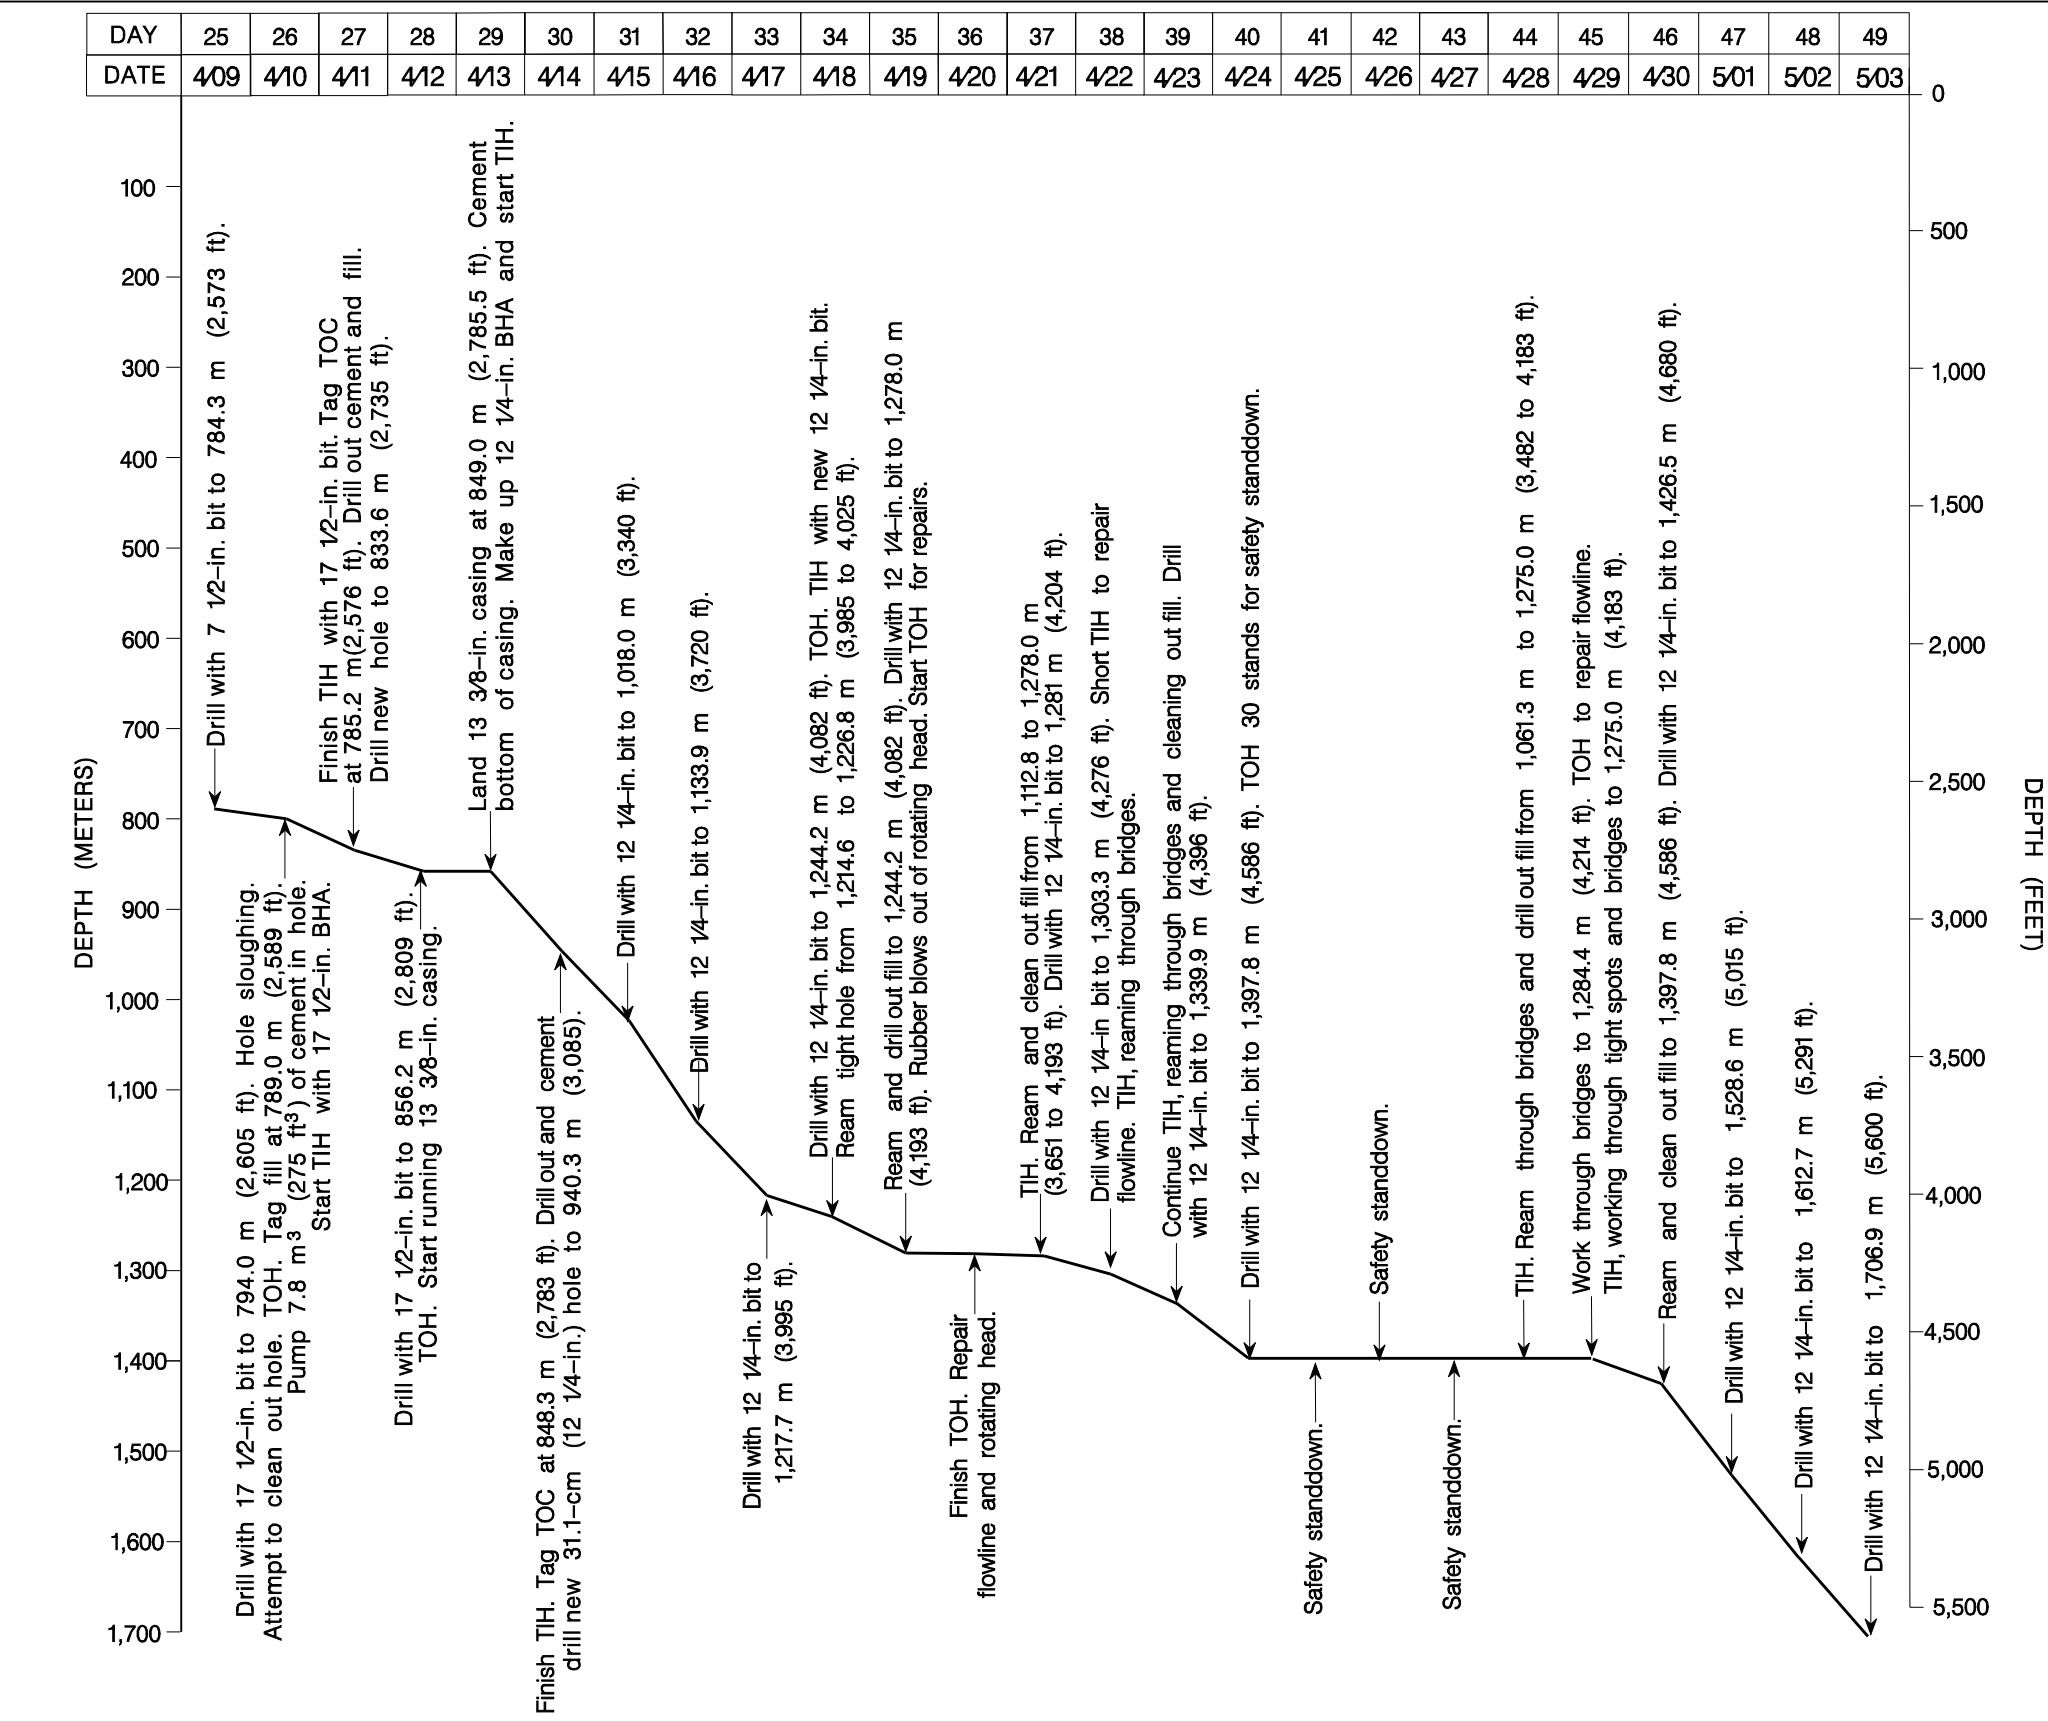 DAY 25 26 27 28 29 30 31 32 33 34 35 36 37 38 39 40 41 42 43 44 45 46 47 48 49
DATE 4/09 4/10 4/11 4/12 4/13 4/14 4/15 4/16 4/17 4/18 4/19 4/20 4/21 4/22 4/23 4/24 4/25 4/26 4/27 4/28 4/29 4/30 5/01 5/02 5/03
DEPTH (METERS)
100
200
300
400
500
600
700
800
900
1,000
1,100
1,200
1,300
1,400
1,500
1,600
1,700
Drill with 7 1/2–in. bit to 784.3 m (2,573 ft).
Drill with 17 1/2–in. bit to 794.0 m (2,605 ft). Hole sloughing.
Attempt to clean out hole. TOH. Tag fill at 789.0 m (2,589 ft).
Pump 7.8 m³ (275 ft³) of cement in hole.
Start TIH with 17 1/2–in. BHA.
Finish TIH with 17 1/2–in. bit. Tag TOC
at 785.2 m(2,576 ft). Drill out cement and fill.
Drill new hole to 833.6 m (2,735 ft).
Drill with 17 1/2–in. bit to 856.2 m (2,809 ft).
TOH. Start running 13 3/8–in. casing.
Land 13 3/8–in. casing at 849.0 m (2,785.5 ft). Cement
bottom of casing. Make up 12 1/4–in. BHA and start TIH.
Finish TIH. Tag TOC at 848.3 m (2,783 ft). Drill out and cement
drill new 31.1–cm (12 1/4–in.) hole to 940.3 m (3,085).
Drill with 12 1/4–in. bit to 1,018.0 m (3,340 ft).
Drill with 12 1/4–in. bit to 1,133.9 m (3,720 ft).
Drill with 12 1/4–in. bit to
1,217.7 m (3,995 ft).
Drill with 12 1/4–in. bit to 1,244.2 m (4,082 ft). TOH. TIH with new 12 1/4–in. bit.
Ream tight hole from 1,214.6 to 1,226.8 m (3,985 to 4,025 ft).
Ream and drill out fill to 1,244.2 m (4,082 ft). Drill with 12 1/4–in. bit to 1,278.0 m
(4,193 ft). Rubber blows out of rotating head. Start TOH for repairs.
Finish TOH. Repair
flowline and rotating head.
TIH. Ream and clean out fill from 1,112.8 to 1,278.0 m
(3,651 to 4,193 ft). Drill with 12 1/4–in. bit to 1,281 m (4,204 ft).
Drill with 12 1/4–in bit to 1,303.3 m (4,276 ft). Short TIH to repair
flowline. TIH, reaming through bridges.
Continue TIH, reaming through bridges and cleaning out fill. Drill
with 12 1/4–in. bit to 1,339.9 m (4,396 ft).
Drill with 12 1/4–in. bit to 1,397.8 m (4,586 ft). TOH 30 stands for safety standdown.
Safety standdown.
Safety standdown.
Safety standdown.
TIH. Ream through bridges and drill out fill from 1,061.3 m to 1,275.0 m (3,482 to 4,183 ft).
Work through bridges to 1,284.4 m (4,214 ft). TOH to repair flowline.
TIH, working through tight spots and bridges to 1,275.0 m (4,183 ft).
Ream and clean out fill to 1,397.8 m (4,586 ft). Drill with 12 1/4–in. bit to 1,426.5 m (4,680 ft).
Drill with 12 1/4–in. bit to 1,528.6 m (5,015 ft).
Drill with 12 1/4–in. bit to 1,612.7 m (5,291 ft).
Drill with 12 1/4–in. bit to 1,706.9 m (5,600 ft).
0
500
1,000
1,500
2,000
2,500
3,000
3,500
4,000
4,500
5,000
5,500
DEPTH (FEET)